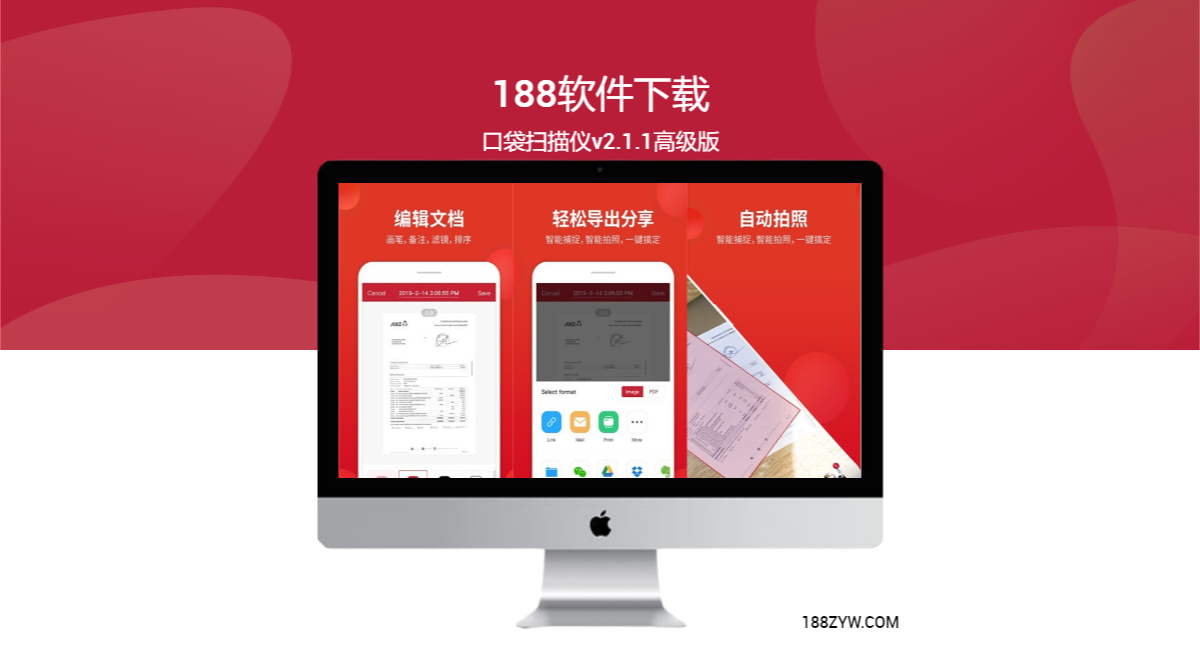 188软件下载
口袋扫描仪v2.1.1高级版
编辑文档
画笔,备注,滤镜,排序
轻松导出分享
智能捕捉,智能拍照,一键搞定
自动拍照
智能捕捉,智能拍照,一键搞定
Cancel 2019-2-14 3:06:55 PM Save
Cancel 2019-2-14 3:06:55 PM Save
Select format Image PDF
Link Mail Print More
188ZYW.COM